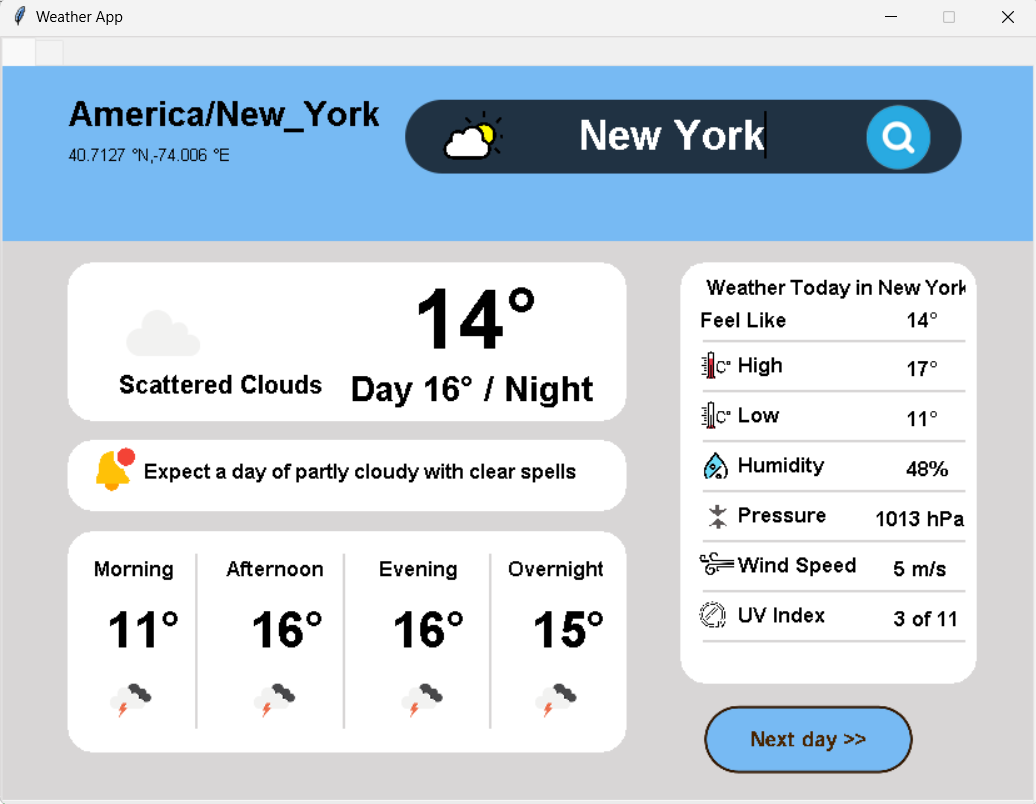 Weather App
America/New_York
40.7127 °N,-74.006 °E
New York
14°
Scattered Clouds
Day 16° / Night
Expect a day of partly cloudy with clear spells
Morning Afternoon Evening Overnight
11° 16° 16° 15°
Weather Today in New York
Feel Like 14°
C° High 17°
C° Low 11°
Humidity 48%
Pressure 1013 hPa
Wind Speed 5 m/s
UV UV Index 3 of 11
Next day >>